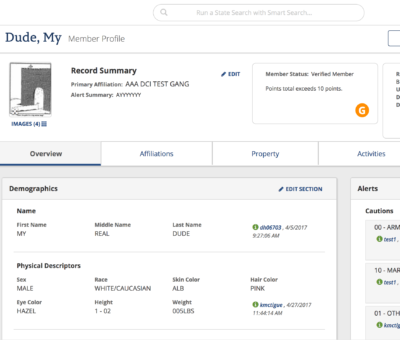 Run a State Search with Smart Search...
Dude, My Member Profile
Record Summary
EDIT
Primary Affiliation: AAA DCI TEST GANG
Alert Summary: AYYYYYY
IMAGES (4)
Member Status: Verified Member
Points total exceeds 10 points.
G
Overview
Affiliations
Property
Activities
Demographics
EDIT SECTION
Name
First Name Middle Name Last Name
MY REAL DUDE
dh06703 , 4/5/2017
9:27:06 AM
Physical Descriptors
Sex Race Skin Color Hair Color
MALE WHITE/CAUCASIAN ALB PINK
Eye Color Height Weight
HAZEL 1 - 02 005LBS
kmctigue , 4/27/2017
11:44:14 AM
Alerts
Cautions
00 - ARM
test1 ,
10 - MAR
test1 ,
01 - OTH
kmctig